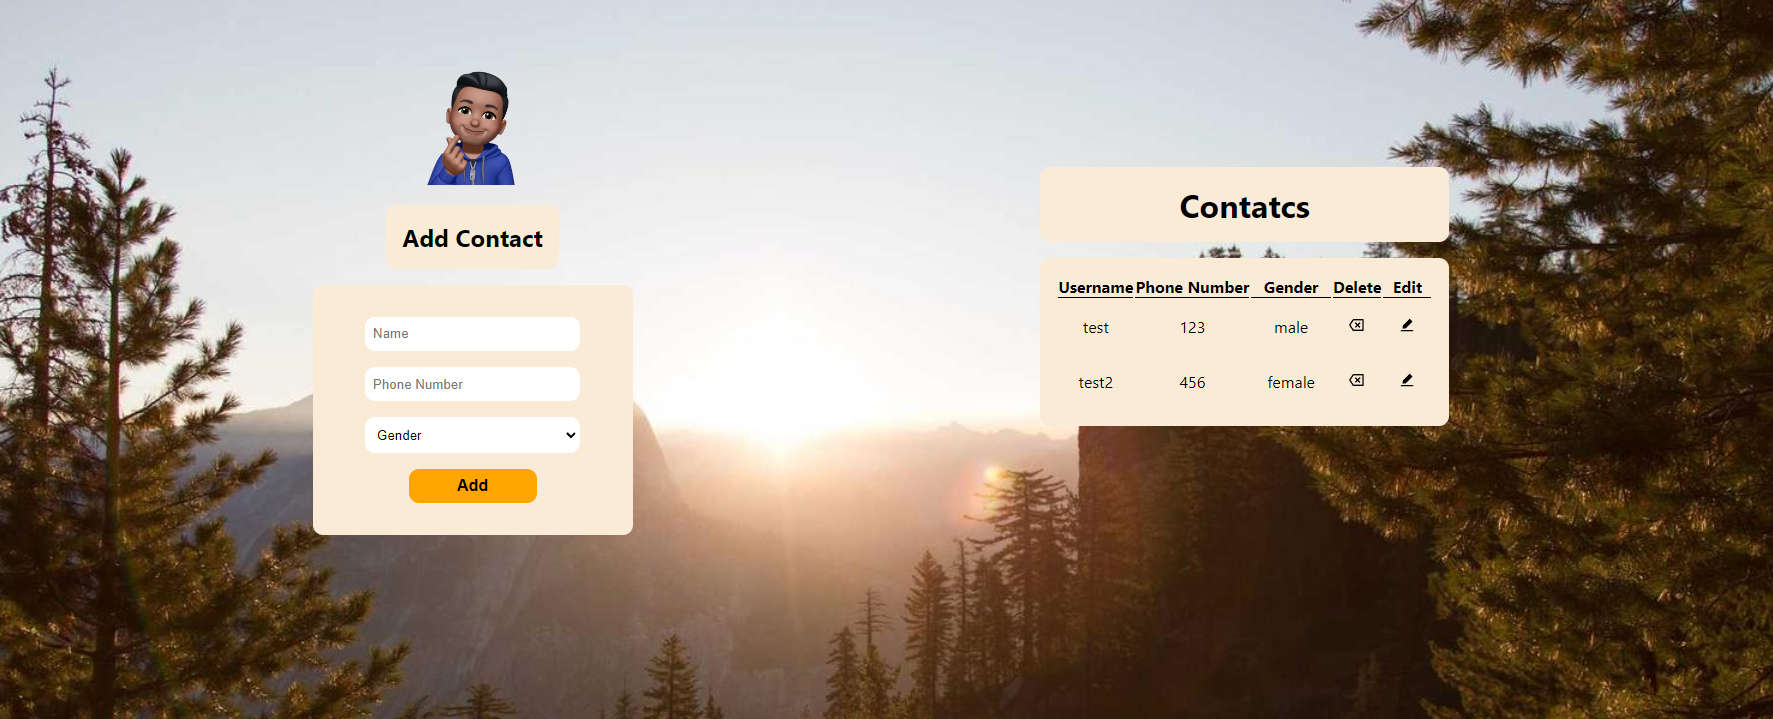 Add Contact
Name
Phone Number
Gender
Add
Contatcs
Username Phone Number Gender Delete Edit
test 123 male
test2 456 female